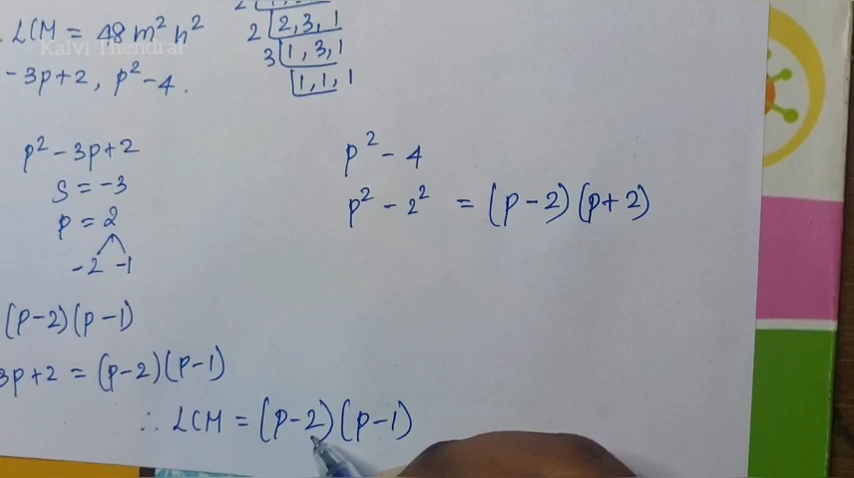 LCM = 48 m² n²
Kalvi Thendral
2 | 2, 3, 1
3 | 1, 3, 1
| 1, 1, 1
-3p+2, p²-4.
p²-3p+2
S = -3
p = 2
-2 -1
(p-2)(p-1)
3p+2 = (p-2)(p-1)
p²-4
p²-2² = (p-2)(p+2)
∴ LCM = (p-2)(p-1)